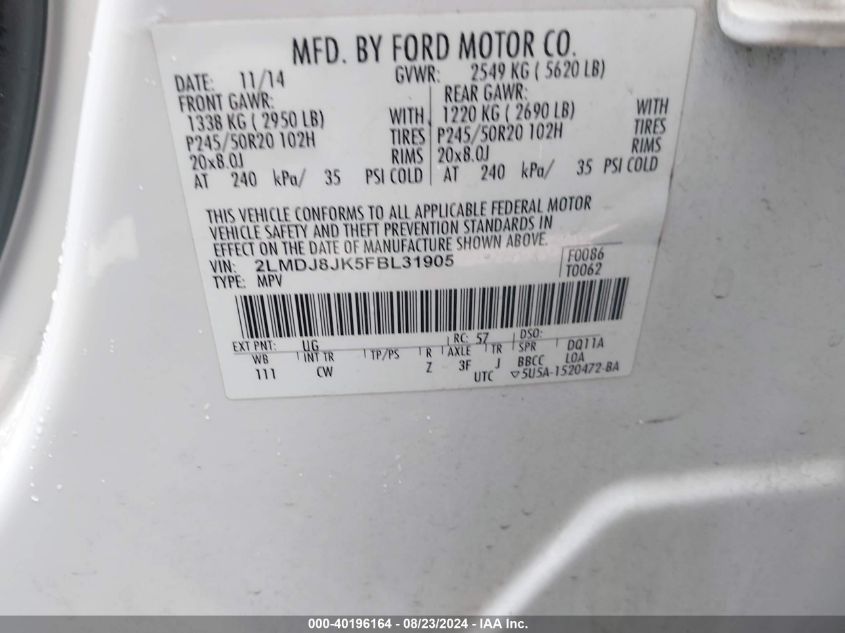 MFD. BY FORD MOTOR CO.
DATE: 11/14 GVWR: 2549 KG ( 5620 LB)
FRONT GAWR: REAR GAWR:
1338 KG ( 2950 LB) WITH 1220 KG ( 2690 LB) WITH
P245/50R20 102H TIRES P245/50R20 102H TIRES
20x8.0J RIMS 20x8.0J RIMS
AT 240 kPa/ 35 PSI COLD AT 240 kPa/ 35 PSI COLD
THIS VEHICLE CONFORMS TO ALL APPLICABLE FEDERAL MOTOR
VEHICLE SAFETY AND THEFT PREVENTION STANDARDS IN
EFFECT ON THE DATE OF MANUFACTURE SHOWN ABOVE.
VIN: 2LMDJ8JK5FBL31905 F0086
TYPE: MPV T0062
EXT PNT: UG RC: 57 DSO:
WB INT TR TP/PS R AXLE TR SPR DQ11A
111 CW Z 3F J BBCC LOA
UTC ▽5U5A-1520472-BA
000-40196164 - 08/23/2024 - IAA Inc.